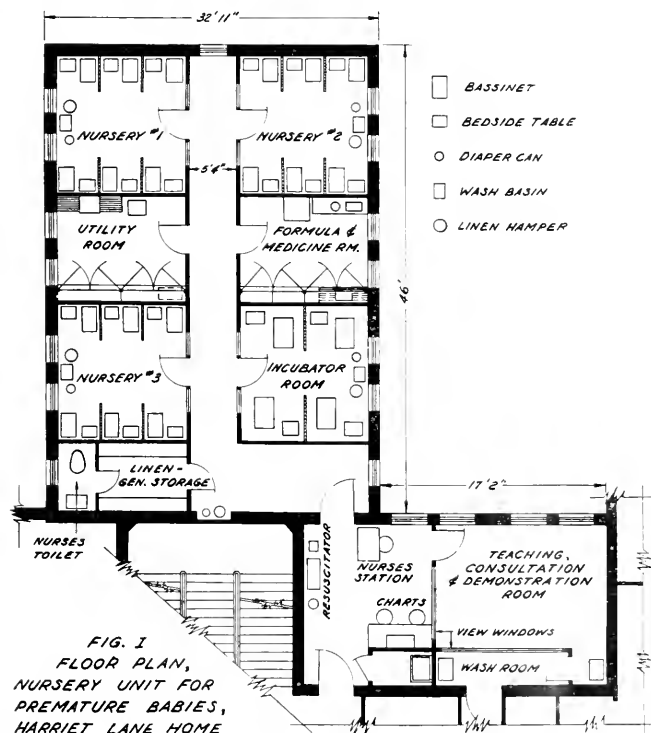 32' 11"
NURSERY #1
NURSERY #2
5'4"
UTILITY
ROOM
FORMULA &
MEDICINE RM.
46'
NURSERY #3
INCUBATOR
ROOM
LINEN-
GEN. STORAGE
NURSES
TOILET
BASSINET
BEDSIDE TABLE
DIAPER CAN
WASH BASIN
LINEN HAMPER
17' 2"
RESUSCITATOR
NURSES
STATION
CHARTS
TEACHING,
CONSULTATION
& DEMONSTRATION
ROOM
VIEW WINDOWS
WASH ROOM
FIG. I
FLOOR PLAN,
NURSERY UNIT FOR
PREMATURE BABIES,
HARRIET LANE HOME